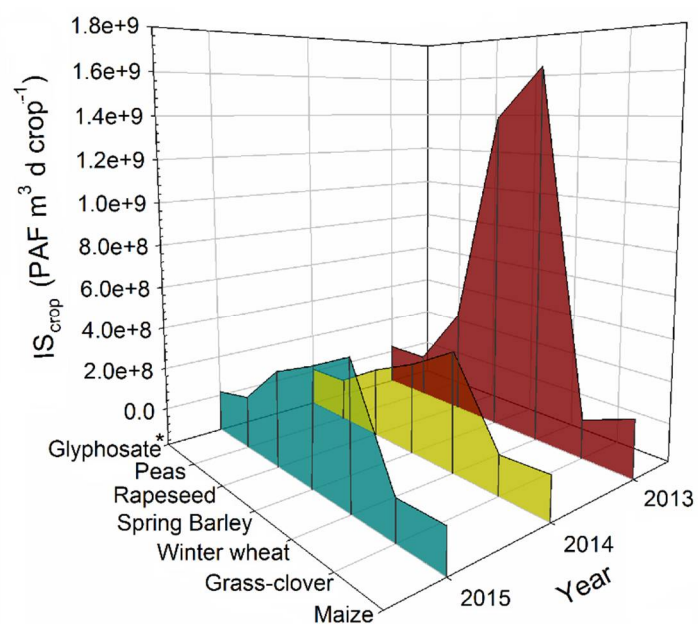 1.8e+9
1.6e+9
1.4e+9
1.2e+9
1.0e+9
8.0e+8
6.0e+8
4.0e+8
2.0e+8
0.0
IScrop (PAF m³ d crop⁻¹)
Glyphosate*
Peas
Rapeseed
Spring Barley
Winter wheat
Grass-clover
Maize
2013
2014
2015
Year